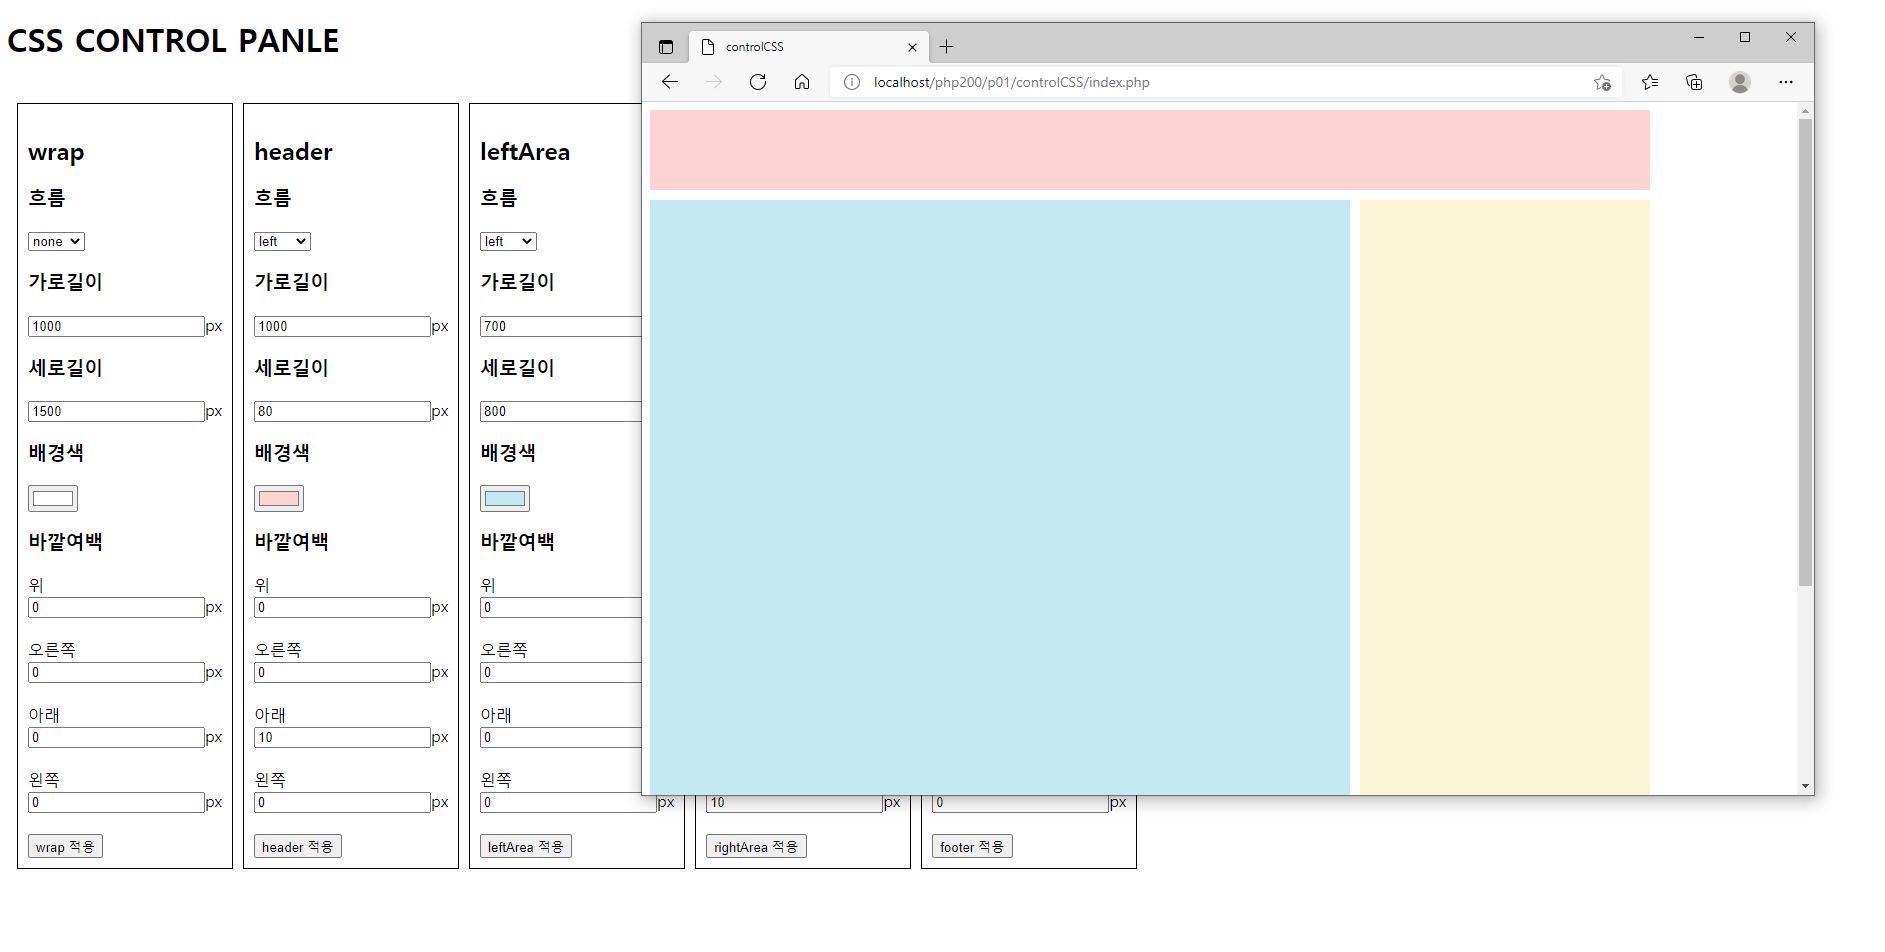 CSS CONTROL PANLE
wrap
흐름
none
가로길이
1000 px
세로길이
1500 px
배경색
바깥여백
위
0 px
오른쪽
0 px
아래
0 px
왼쪽
0 px
wrap 적용
header
흐름
left
가로길이
1000 px
세로길이
80 px
배경색
바깥여백
위
0 px
오른쪽
0 px
아래
10 px
왼쪽
0 px
header 적용
leftArea
흐름
left
가로길이
700
세로길이
800
배경색
바깥여백
위
0
오른쪽
0
아래
0
왼쪽
0 px
leftArea 적용
10 px
rightArea 적용
0 px
footer 적용
controlCSS
localhost/php200/p01/controlCSS/index.php